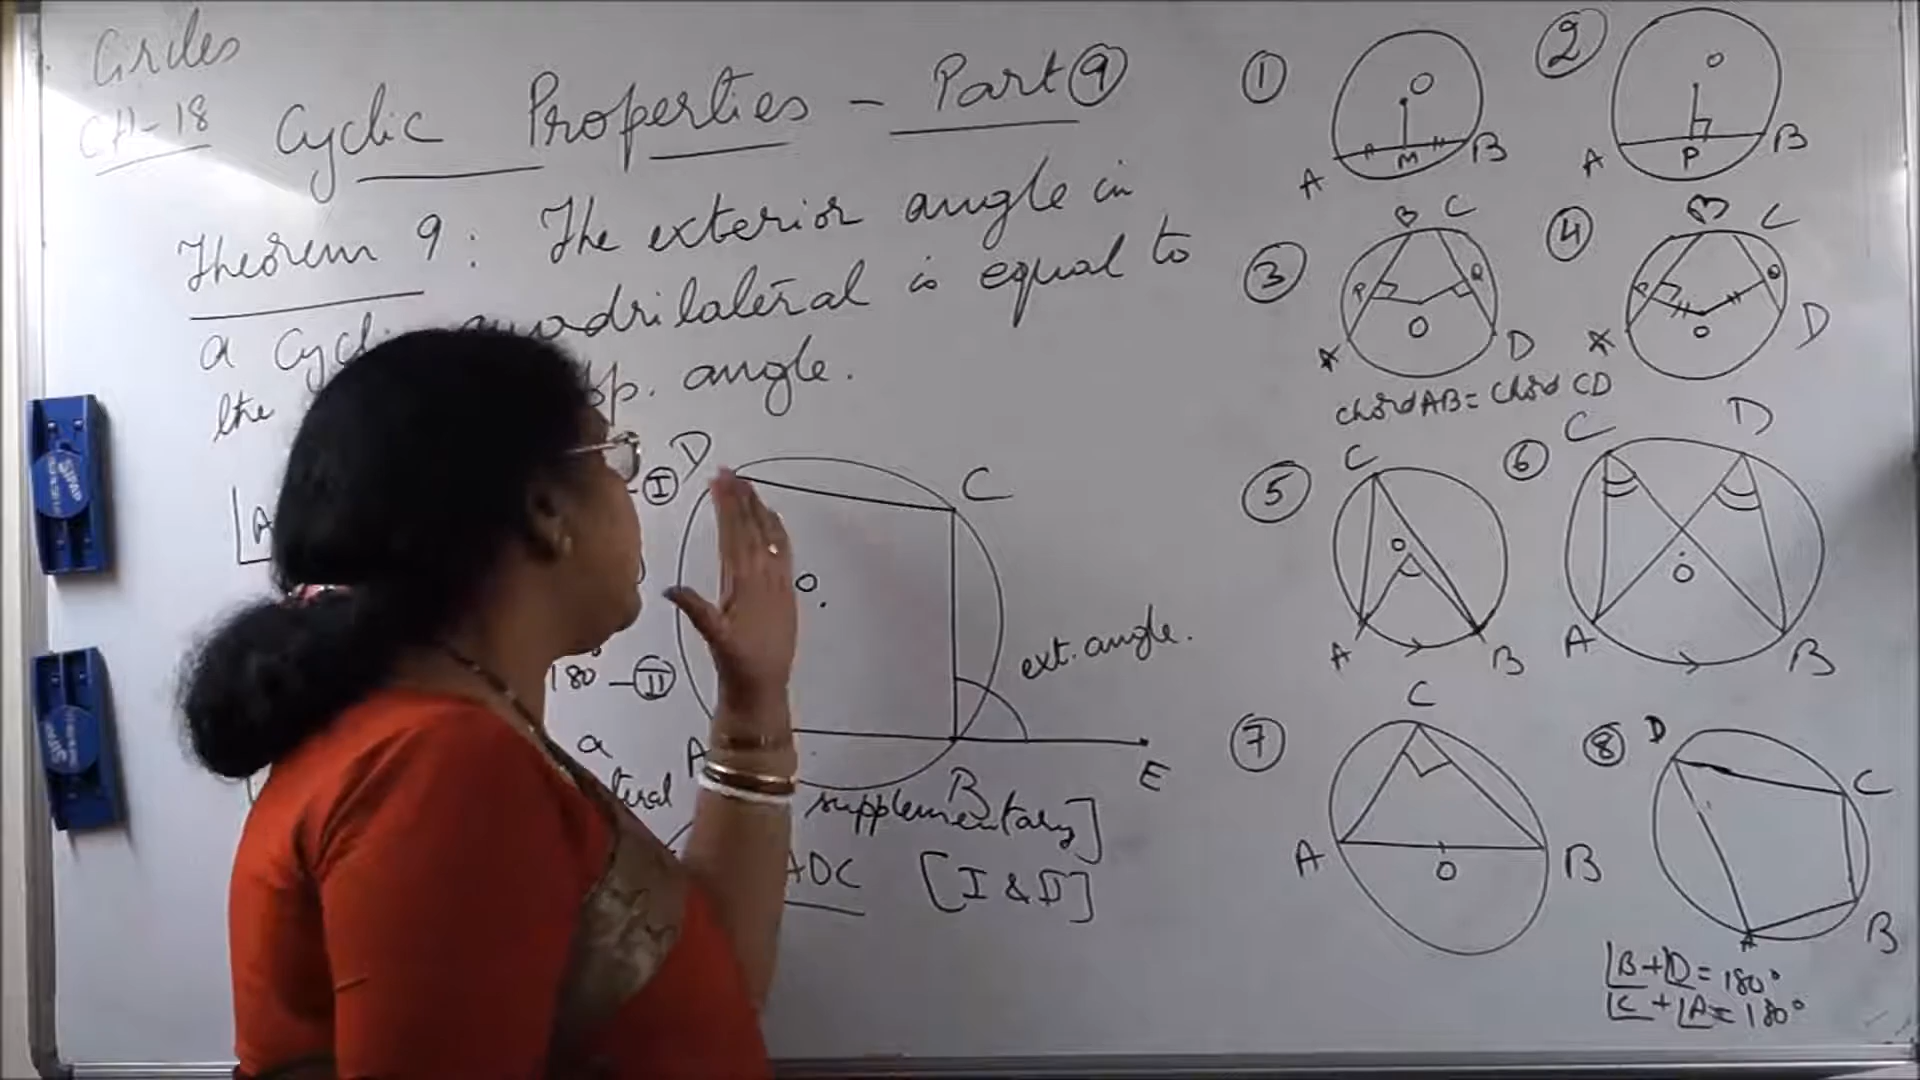 Circles
CH-18
Cyclic Properties - Part 9
Theorem 9 : The exterior angle in
a quadrilateral is equal to
the opp. angle.
I
D
C
O
ext. angle.
180° - II
a
A
B
E
supplementary]
ADC [I & II]
1
O
A
M
B
2
O
A
P
B
3
B
C
P
Q
O
A
D
chord AB = chord CD
4
B
C
P
Q
O
A
D
5
C
O
A
B
6
C
D
O
A
B
7
C
A
O
B
8
D
C
A
B
∠B+∠D = 180°
∠C + ∠A = 180°
SIPAP
SIPAP